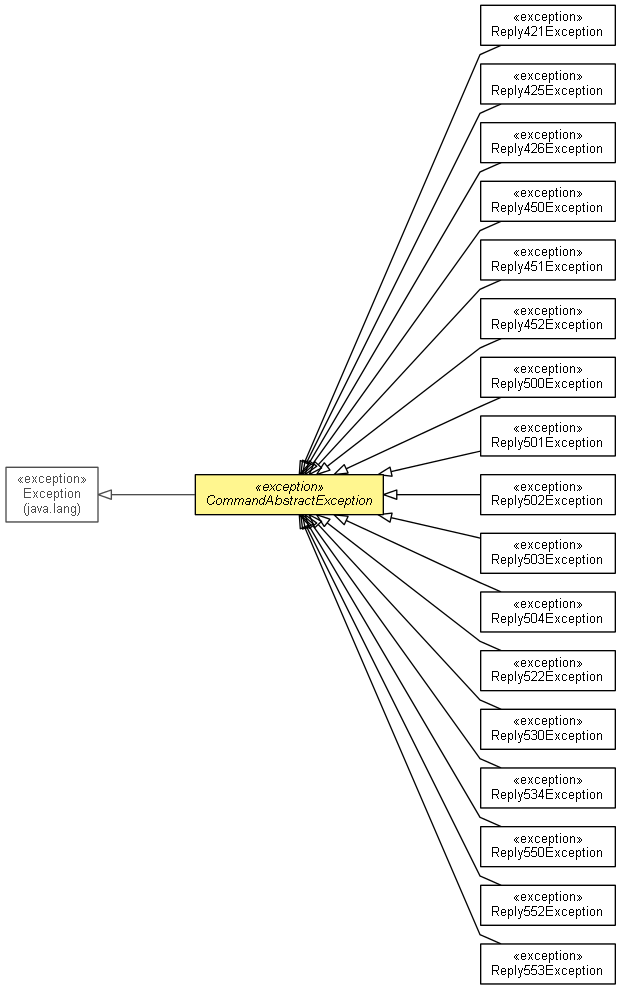 «exception»
Reply421Exception
«exception»
Reply425Exception
«exception»
Reply426Exception
«exception»
Reply450Exception
«exception»
Reply451Exception
«exception»
Reply452Exception
«exception»
Reply500Exception
«exception»
Reply501Exception
«exception»
Exception
(java.lang)
«exception»
CommandAbstractException
«exception»
Reply502Exception
«exception»
Reply503Exception
«exception»
Reply504Exception
«exception»
Reply522Exception
«exception»
Reply530Exception
«exception»
Reply534Exception
«exception»
Reply550Exception
«exception»
Reply552Exception
«exception»
Reply553Exception